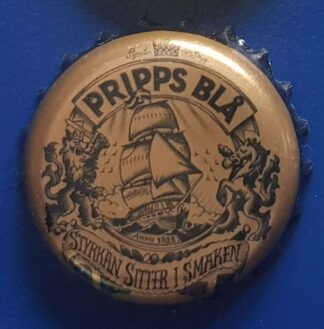 PRIPPS BLÅ
ANNO 1828
STYRKAN SITTER I SMAKEN